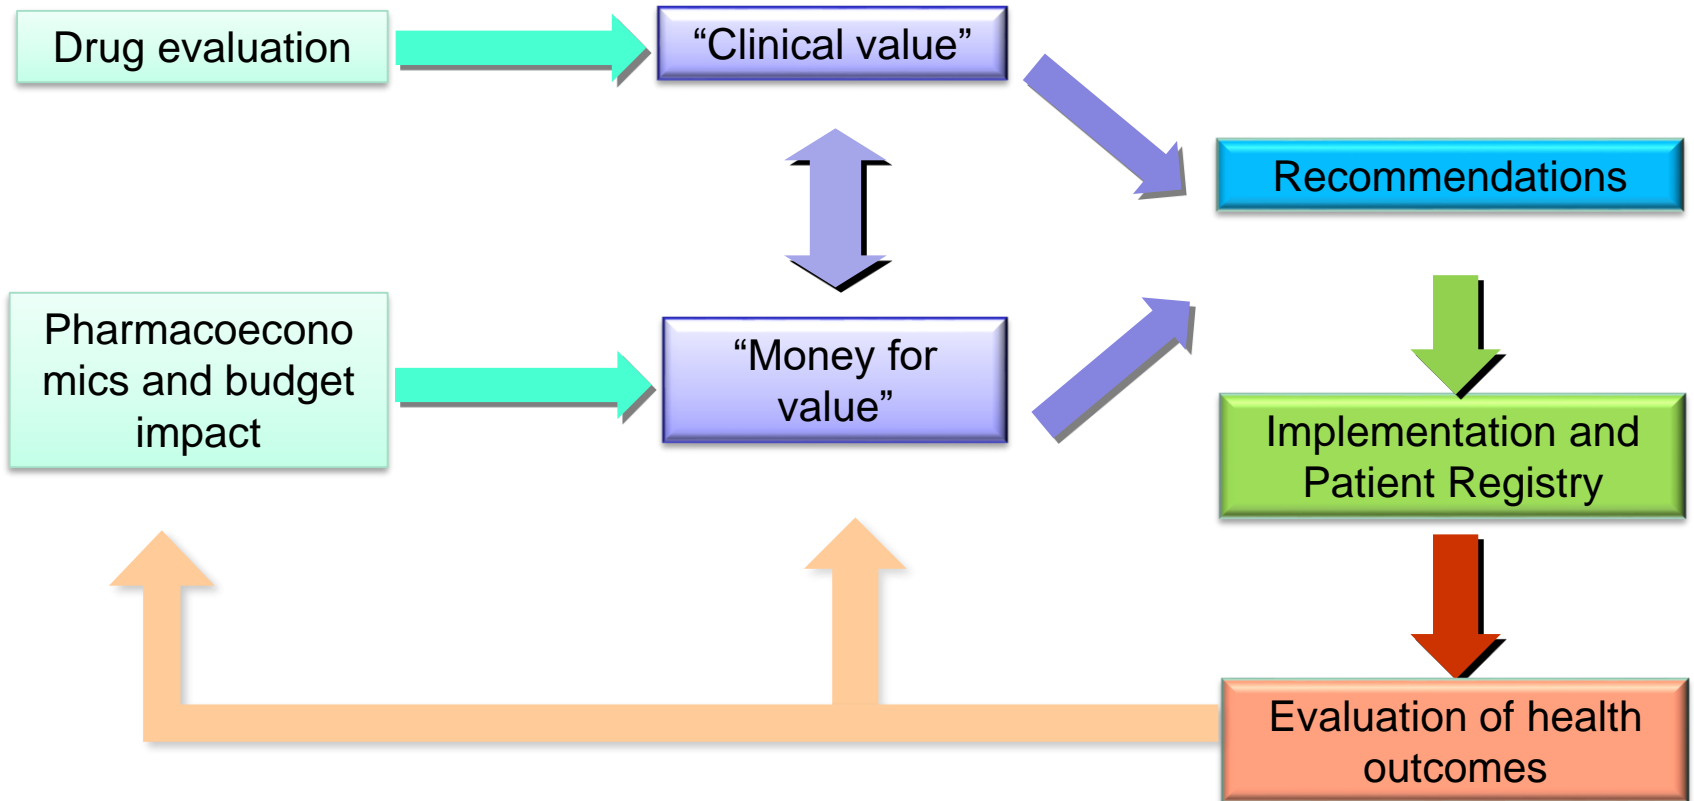 Drug evaluation
“Clinical value”
Recommendations
Pharmacoecono
mics and budget
impact
“Money for
value”
Implementation and
Patient Registry
Evaluation of health
outcomes